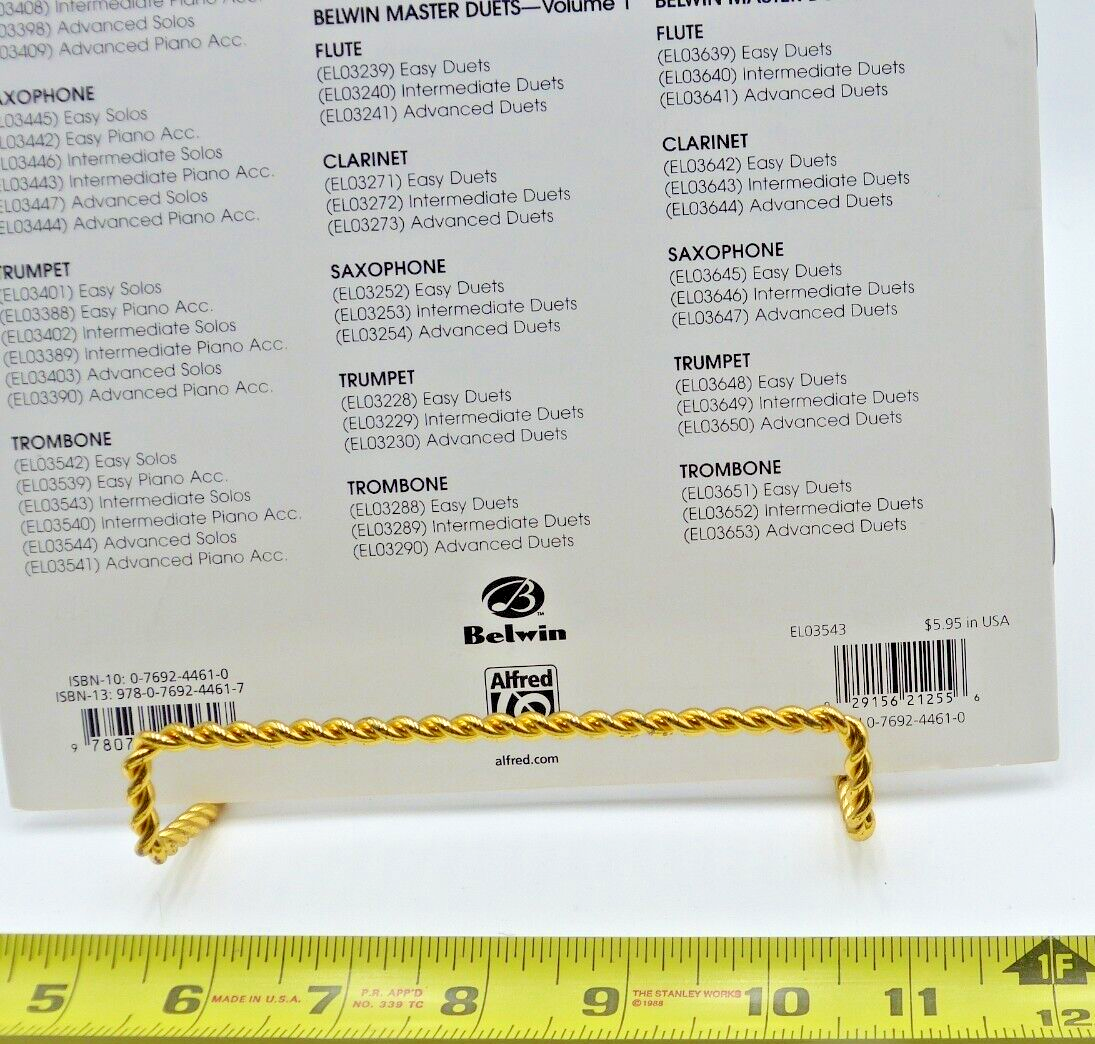 03408) Intermediate Piano Acc.
03398) Advanced Solos
03409) Advanced Piano Acc.
AXOPHONE
L03445) Easy Solos
L03442) Easy Piano Acc.
L03446) Intermediate Solos
EL03443) Intermediate Piano Acc.
EL03447) Advanced Solos
EL03444) Advanced Piano Acc.
TRUMPET
(EL03401) Easy Solos
(EL03388) Easy Piano Acc.
(EL03402) Intermediate Solos
(EL03389) Intermediate Piano Acc.
(EL03403) Advanced Solos
(EL03390) Advanced Piano Acc.
TROMBONE
(EL03542) Easy Solos
(EL03539) Easy Piano Acc.
(EL03543) Intermediate Solos
(EL03540) Intermediate Piano Acc.
(EL03544) Advanced Solos
(EL03541) Advanced Piano Acc.
BELWIN MASTER DUETS—Volume 1
FLUTE
(EL03239) Easy Duets
(EL03240) Intermediate Duets
(EL03241) Advanced Duets
CLARINET
(EL03271) Easy Duets
(EL03272) Intermediate Duets
(EL03273) Advanced Duets
SAXOPHONE
(EL03252) Easy Duets
(EL03253) Intermediate Duets
(EL03254) Advanced Duets
TRUMPET
(EL03228) Easy Duets
(EL03229) Intermediate Duets
(EL03230) Advanced Duets
TROMBONE
(EL03288) Easy Duets
(EL03289) Intermediate Duets
(EL03290) Advanced Duets
BELWIN MASTER
FLUTE
(EL03639) Easy Duets
(EL03640) Intermediate Duets
(EL03641) Advanced Duets
CLARINET
(EL03642) Easy Duets
(EL03643) Intermediate Duets
(EL03644) Advanced Duets
SAXOPHONE
(EL03645) Easy Duets
(EL03646) Intermediate Duets
(EL03647) Advanced Duets
TRUMPET
(EL03648) Easy Duets
(EL03649) Intermediate Duets
(EL03650) Advanced Duets
TROMBONE
(EL03651) Easy Duets
(EL03652) Intermediate Duets
(EL03653) Advanced Duets
B™
Belwin
Alfred
alfred.com
ISBN-10: 0-7692-4461-0
ISBN-13: 978-0-7692-4461-7
9 7807
EL03543 $5.95 in USA
29156 21255 6
0-7692-4461-0
5 6 MADE IN U.S.A. 7 P.R. APP'D NO. 339 TC 8 9 THE STANLEY WORKS ©1988 10 11 1F 12